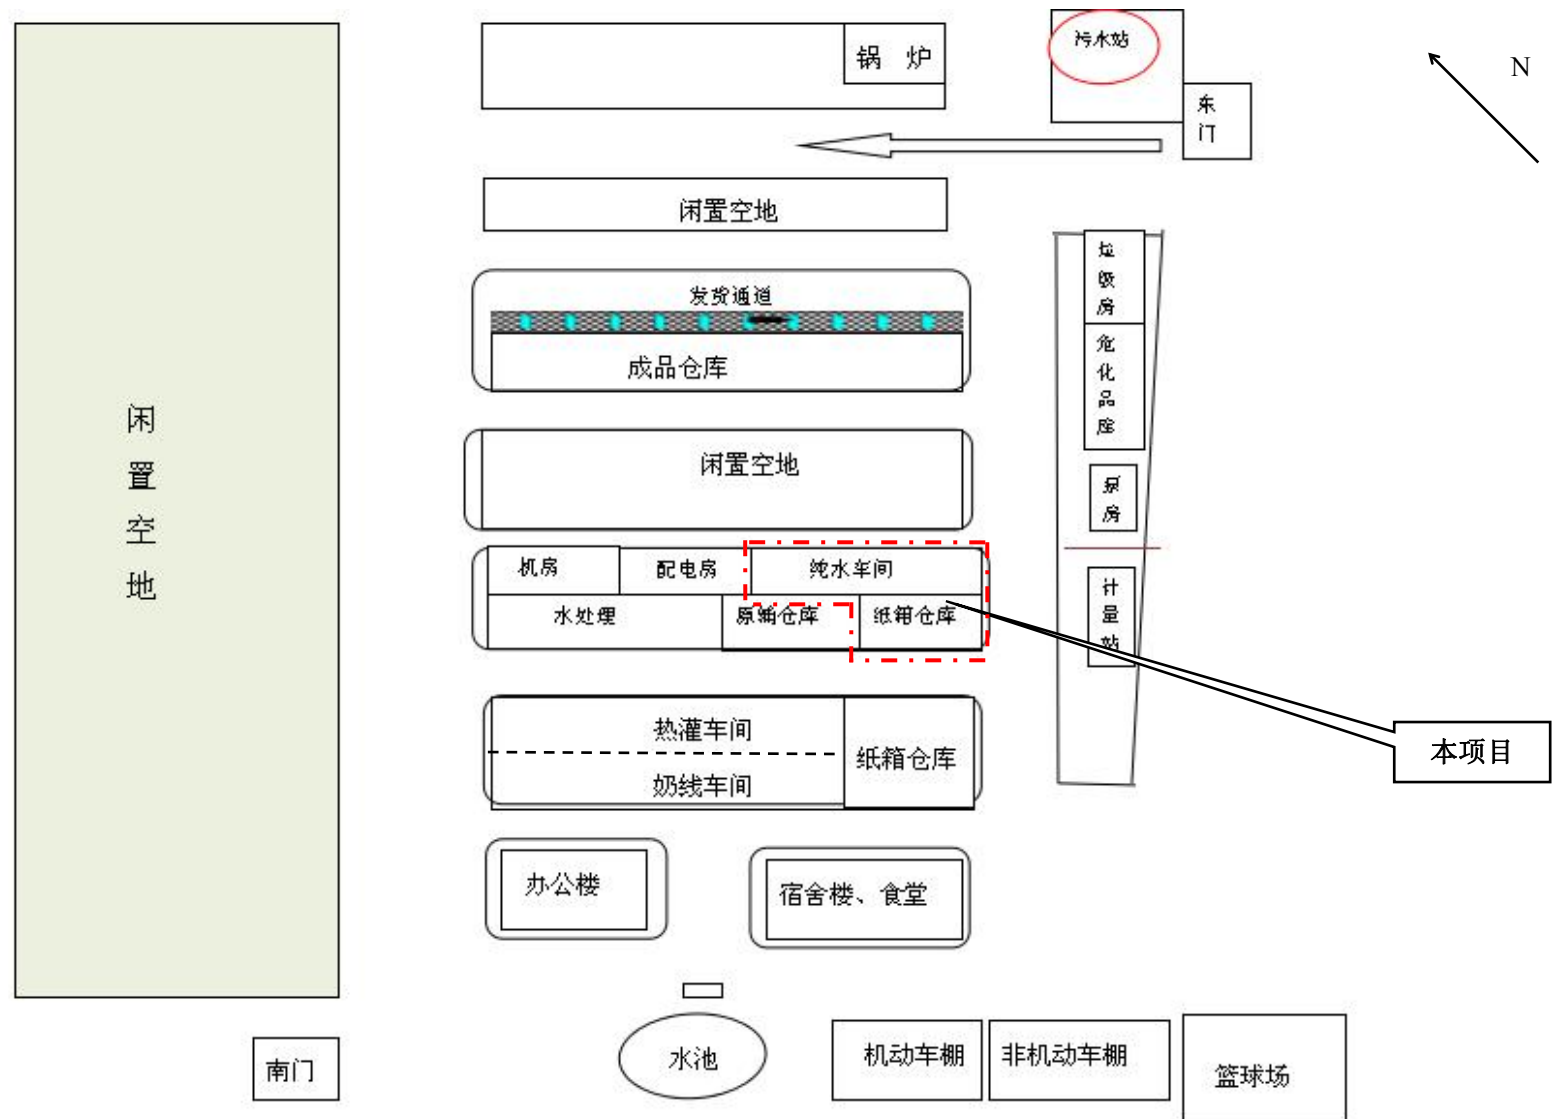 锅 炉
污水站
N
东
门
闲置空地
垃
圾
房
发货通道
成品仓库
危
化
品
库
闲
置
空
地
闲置空地
泵
房
机房
配电房
纯水车间
水处理
原辅仓库
纸箱仓库
计
量
站
热灌车间
奶线车间
纸箱仓库
本项目
办公楼
宿舍楼、食堂
水池
机动车棚
非机动车棚
南门
篮球场